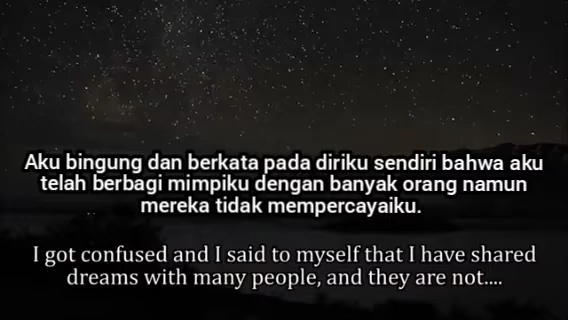 Aku bingung dan berkata pada diriku sendiri bahwa aku
telah berbagi mimpiku dengan banyak orang namun
mereka tidak mempercayaiku.
I got confused and I said to myself that I have shared
dreams with many people, and they are not....